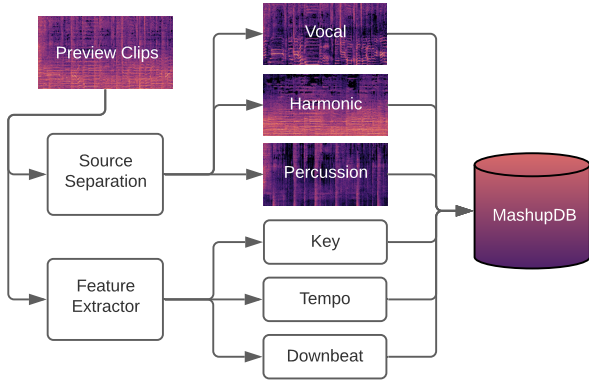 Preview Clips
Source
Separation
Feature
Extractor
Vocal
Harmonic
Percussion
Key
Tempo
Downbeat
MashupDB